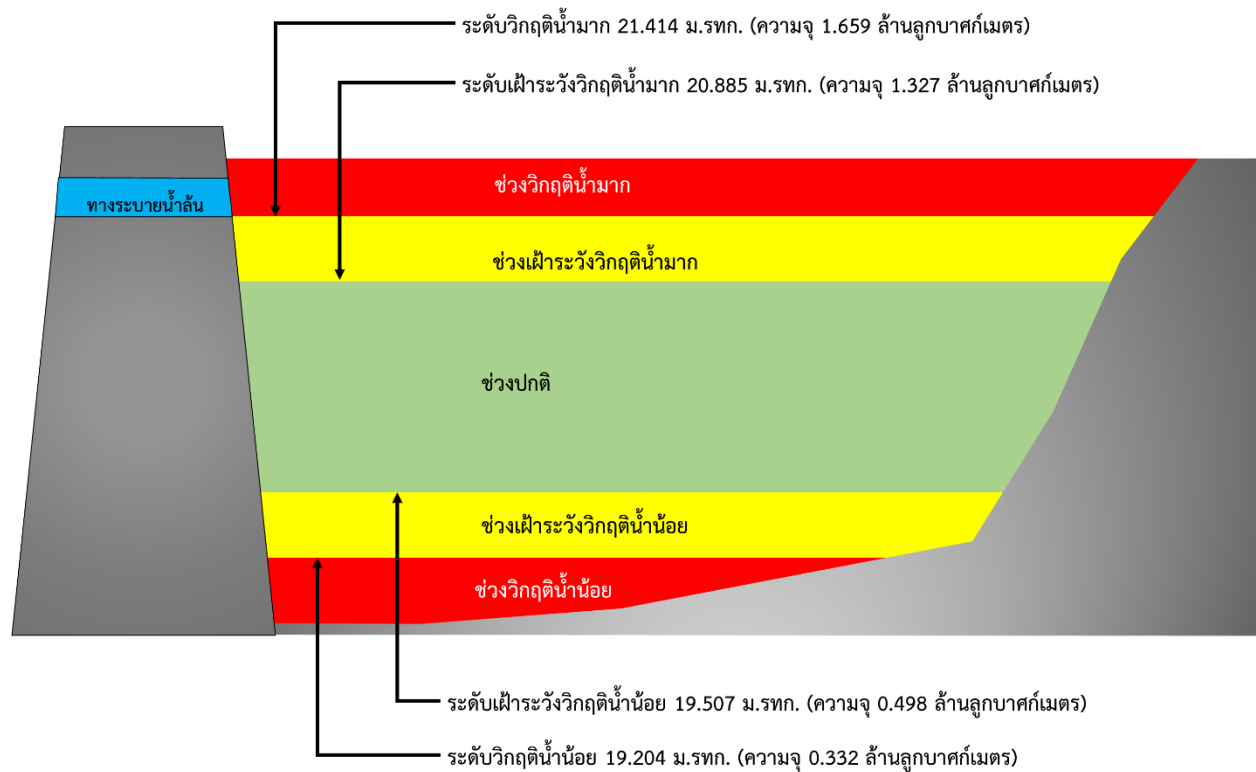 ระดับวิกฤติน้ำมาก 21.414 ม.รทก. (ความจุ 1.659 ล้านลูกบาศก์เมตร)
ระดับเฝ้าระวังวิกฤติน้ำมาก 20.885 ม.รทก. (ความจุ 1.327 ล้านลูกบาศก์เมตร)
ช่วงวิกฤติน้ำมาก
ทางระบายน้ำล้น
ช่วงเฝ้าระวังวิกฤติน้ำมาก
ช่วงปกติ
ช่วงเฝ้าระวังวิกฤติน้ำน้อย
ช่วงวิกฤติน้ำน้อย
ระดับเฝ้าระวังวิกฤติน้ำน้อย 19.507 ม.รทก. (ความจุ 0.498 ล้านลูกบาศก์เมตร)
ระดับวิกฤติน้ำน้อย 19.204 ม.รทก. (ความจุ 0.332 ล้านลูกบาศก์เมตร)